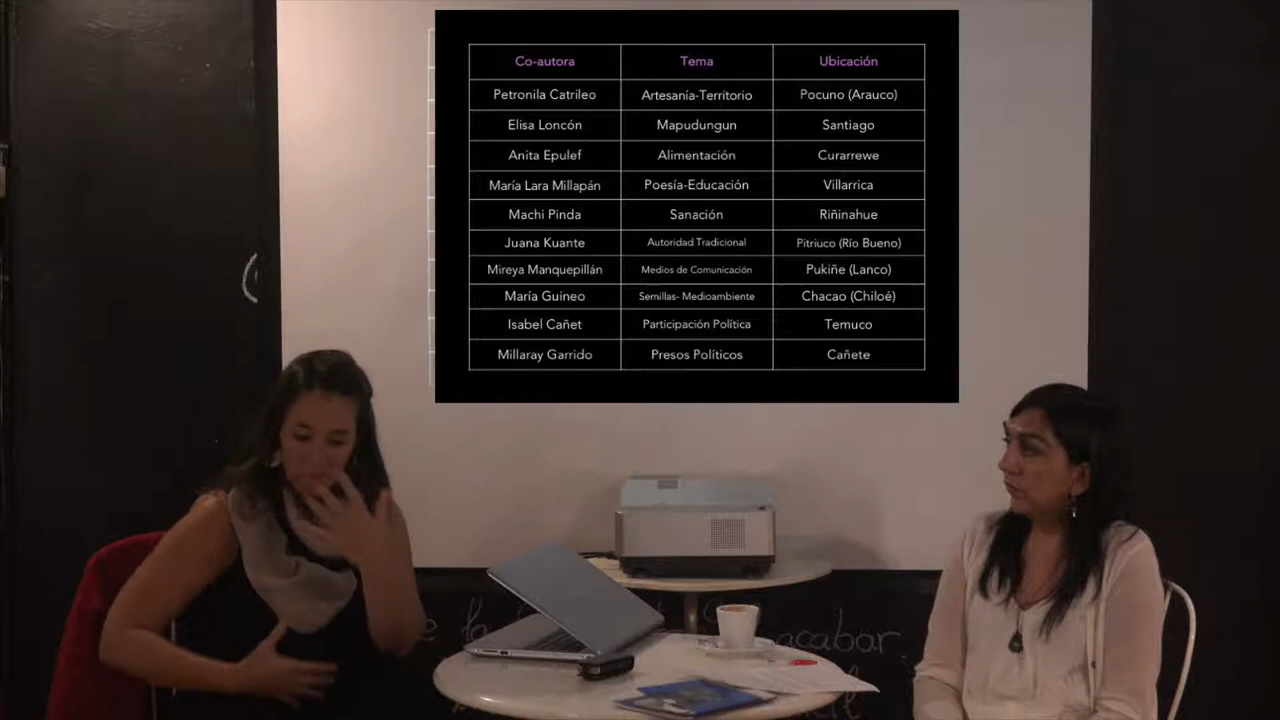 Co-autora Tema Ubicación
Petronila Catrileo Artesanía-Territorio Pocuno (Arauco)
Elisa Loncón Mapudungun Santiago
Anita Epulef Alimentación Curarrewe
María Lara Millapán Poesía-Educación Villarrica
Machi Pinda Sanación Riñinahue
Juana Kuante Autoridad Tradicional Pitriuco (Río Bueno)
Mireya Manquepillán Medios de Comunicación Pukiñe (Lanco)
María Guineo Semillas- Medioambiente Chacao (Chiloé)
Isabel Cañet Participación Política Temuco
Millaray Garrido Presos Políticos Cañete
la
acabar.